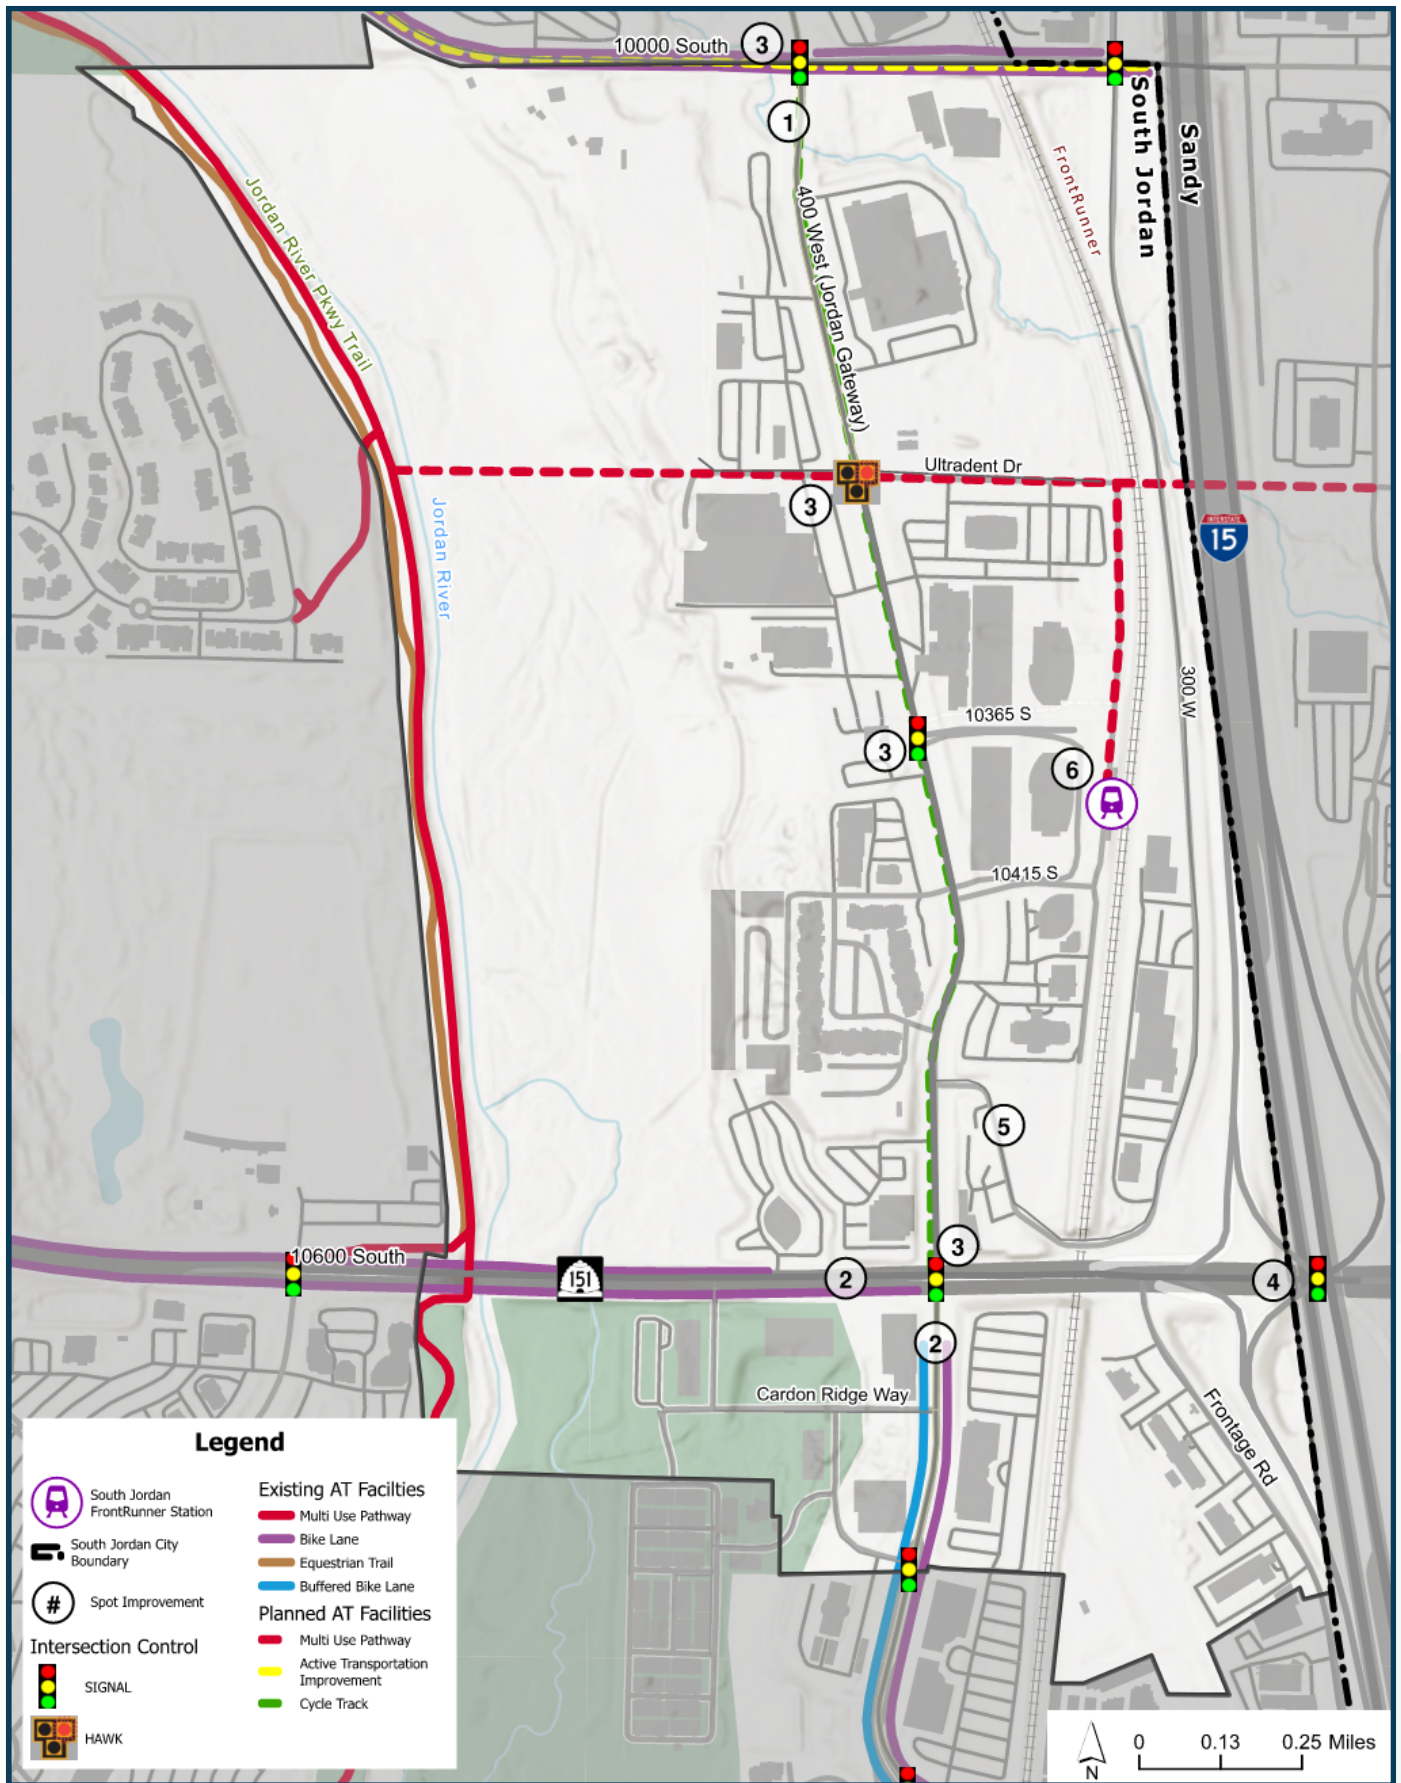 10000 South
3
1
South Jordan
Sandy
FrontRunner
Jordan River Pkwy Trail
400 West (Jordan Gateway)
Ultradent Dr
3
Jordan River
INTERSTATE
15
300 W
10365 S
3
6
10415 S
5
3
10600 South
151
2
4
2
Cardon Ridge Way
Frontage Rd
Legend
South Jordan
FrontRunner Station
South Jordan City
Boundary
#
Spot Improvement
Intersection Control
SIGNAL
HAWK
Existing AT Facilties
Multi Use Pathway
Bike Lane
Equestrian Trail
Buffered Bike Lane
Planned AT Facilities
Multi Use Pathway
Active Transportation
Improvement
Cycle Track
N
0 0.13 0.25 Miles